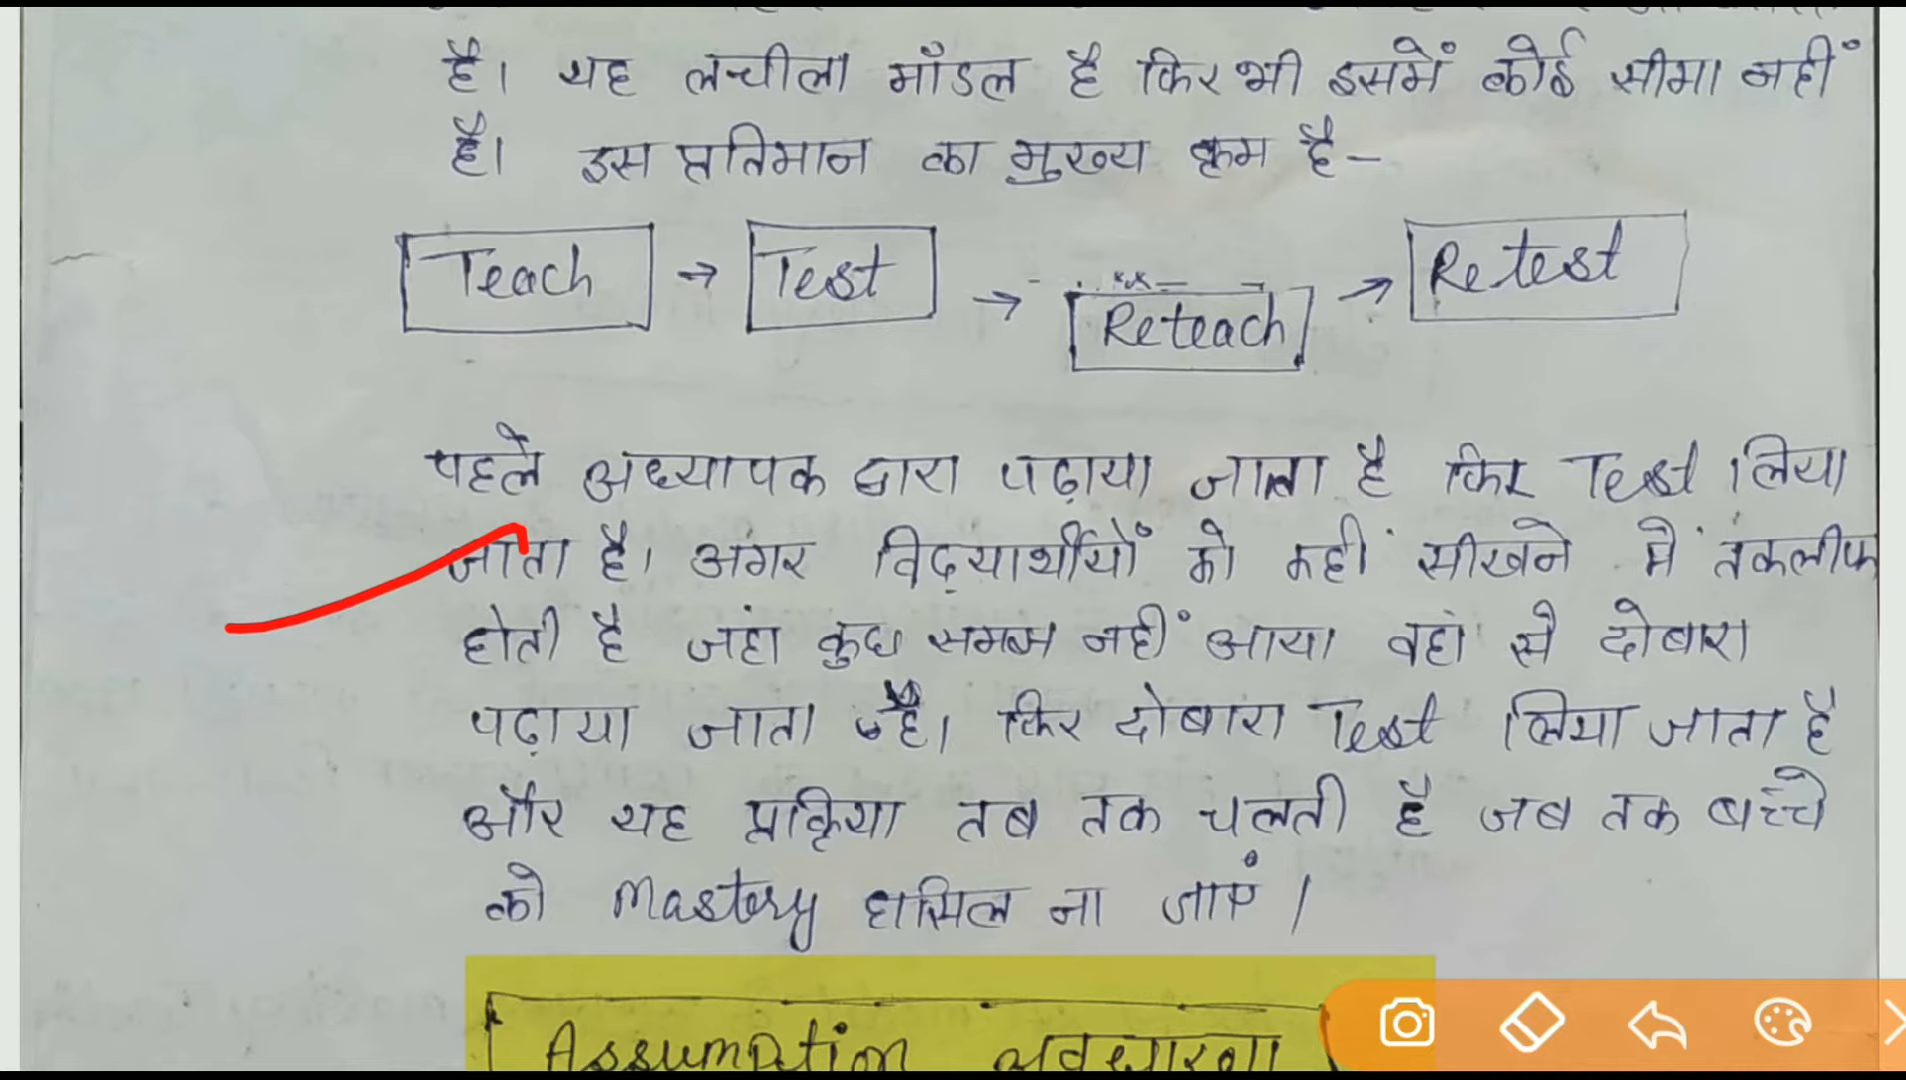 है। यह लचीला मॉडल है फिर भी इसमें कोई सीमा नहीं
है। इस प्रतिमान का मुख्य क्रम है-
Teach → Test → Reteach → Retest
पहले अध्यापक द्वारा पढ़ाया जाता है फिर Test लिया
जाता है। अगर विद्यार्थीयों को कही सीखने मे तकलीफ
होती है जहां कुछ समझ नहीं आया वहां से दोबारा
पढ़ाया जाता है। फिर दोबारा Test लिया जाता है
और यह प्रक्रिया तब तक चलती है जब तक बच्चे
को Mastery हासिल ना जाएं।
Assumption अवधारणा